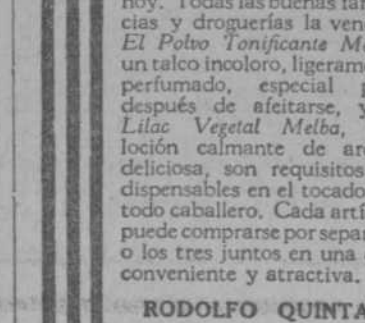 hoy. Todas las buenas far
cias y droguerías la ven
El Polvo Tonificante M
un talco incoloro, ligeram
perfumado, especial p
después de afeitarse, y
Lilac Vegetal Melba,
loción calmante de ar
deliciosa, son requisitos
dispensables en el tocado
todo caballero. Cada artí
puede comprarse por separ
o los tres juntos en una
conveniente y atractiva.
RODOLFO QUINTA